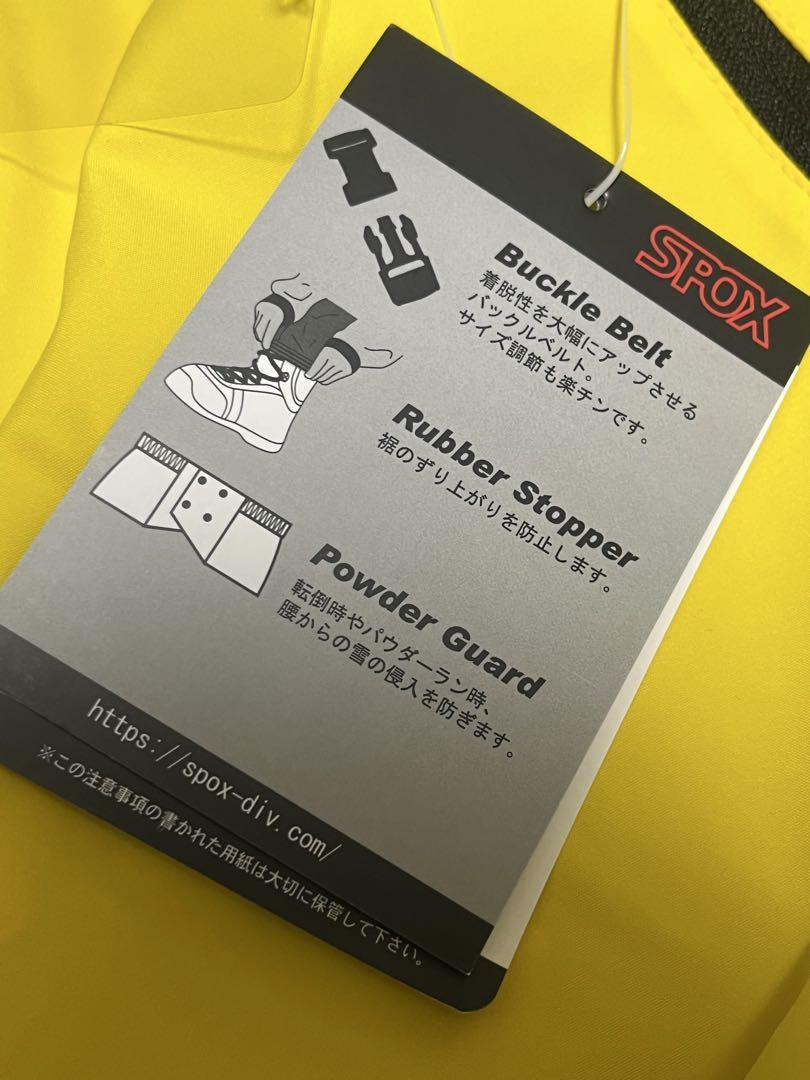 SPOX
Buckle Belt
着脱性を大幅にアップさせる
バックルベルト。
サイズ調節も楽チンです。
Rubber Stopper
裾のずり上がりを防止します。
Powder Guard
転倒時やパウダーラン時、
腰からの雪の侵入を防ぎます。
https://spox-div.com/
※この注意事項の書かれた用紙は大切に保管して下さい。